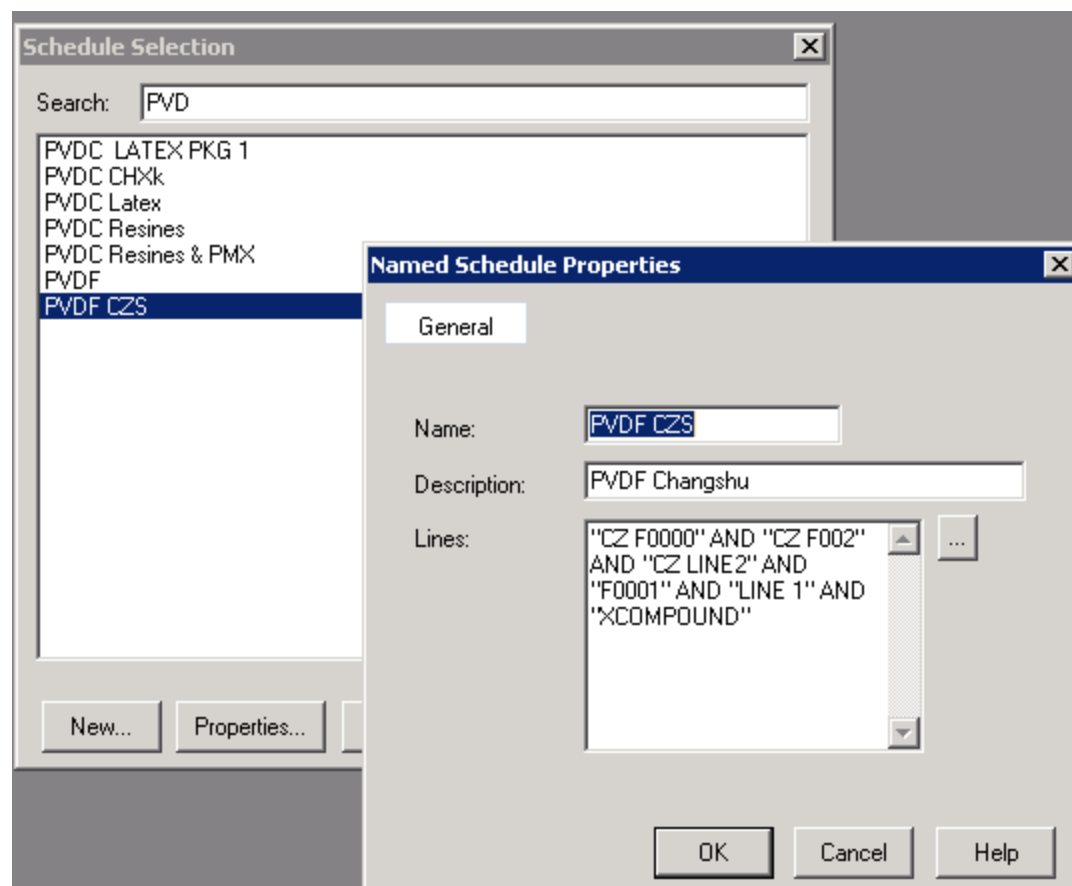 Schedule Selection
Search: PVD
PVDC  LATEX PKG 1
PVDC CHXk
PVDC Latex
PVDC Resines
PVDC Resines & PMX
PVDF
PVDF CZS
New... Properties...
Named Schedule Properties
General
Name: PVDF CZS
Description: PVDF Changshu
Lines: "CZ F0000" AND "CZ F002"
AND "CZ LINE2" AND
"F0001" AND "LINE 1" AND
"XCOMPOUND"
...
OK Cancel Help